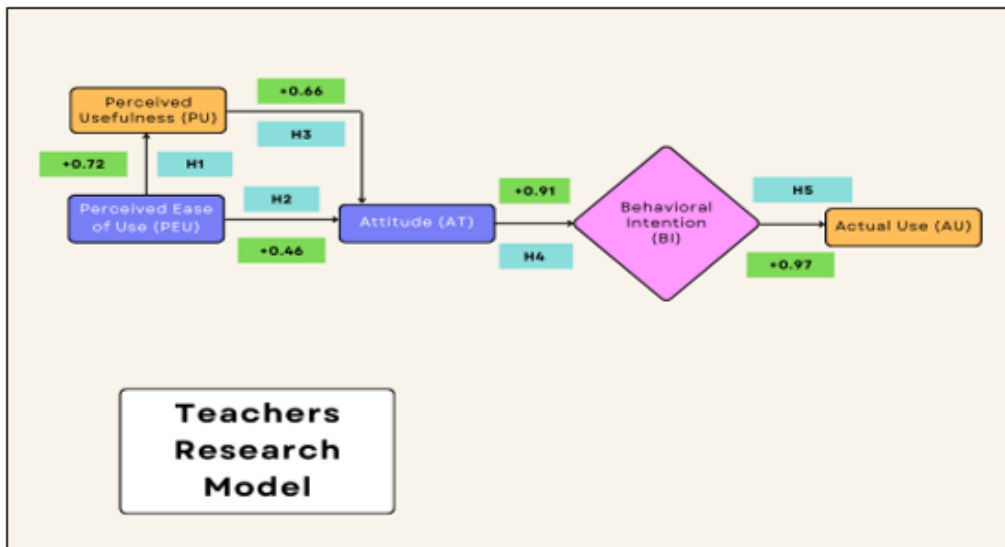 +0.66
Perceived
Usefulness (PU)
H3
+0.72
H1
H2
Perceived Ease
of Use (PEU)
+0.46
Attitude (AT)
+0.91
H4
Behavioral
Intention
(BI)
H5
Actual Use (AU)
+0.97
Teachers
Research
Model